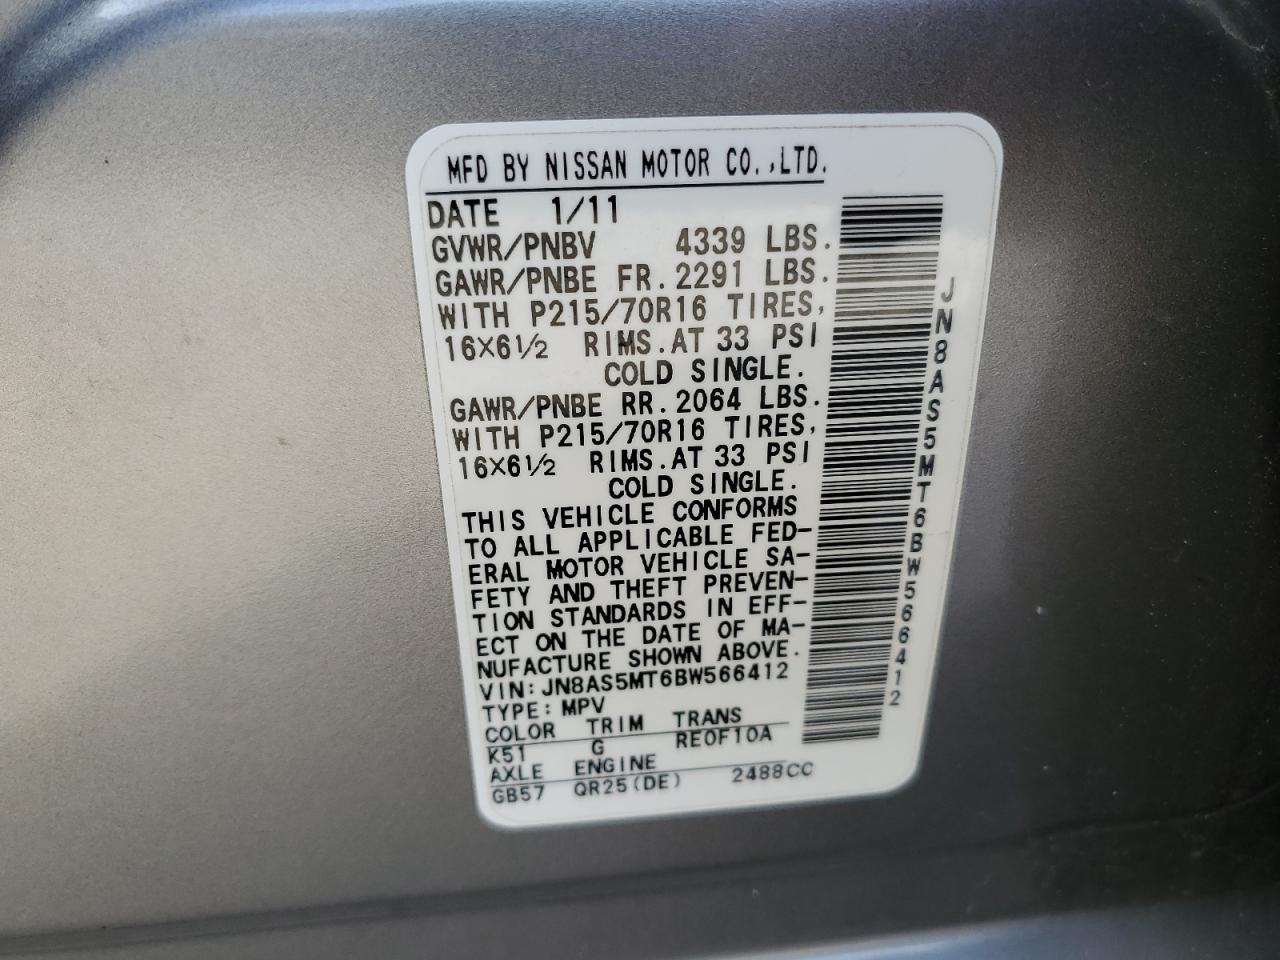 MFD BY NISSAN MOTOR CO.,LTD.
DATE 1/11
GVWR/PNBV 4339 LBS.
GAWR/PNBE FR.2291 LBS.
WITH P215/70R16 TIRES,
16×6½ RIMS.AT 33 PSI
COLD SINGLE.
GAWR/PNBE RR.2064 LBS.
WITH P215/70R16 TIRES,
16×6½ RIMS.AT 33 PSI
COLD SINGLE.
THIS VEHICLE CONFORMS
TO ALL APPLICABLE FED-
ERAL MOTOR VEHICLE SA-
FETY AND THEFT PREVEN-
TION STANDARDS IN EFF-
ECT ON THE DATE OF MA-
NUFACTURE SHOWN ABOVE.
VIN:JN8AS5MT6BW566412
TYPE:MPV
COLOR TRIM TRANS
K51 G RE0F10A
AXLE ENGINE
GB57 QR25(DE) 2488CC
JN8AS5MT6BW566412